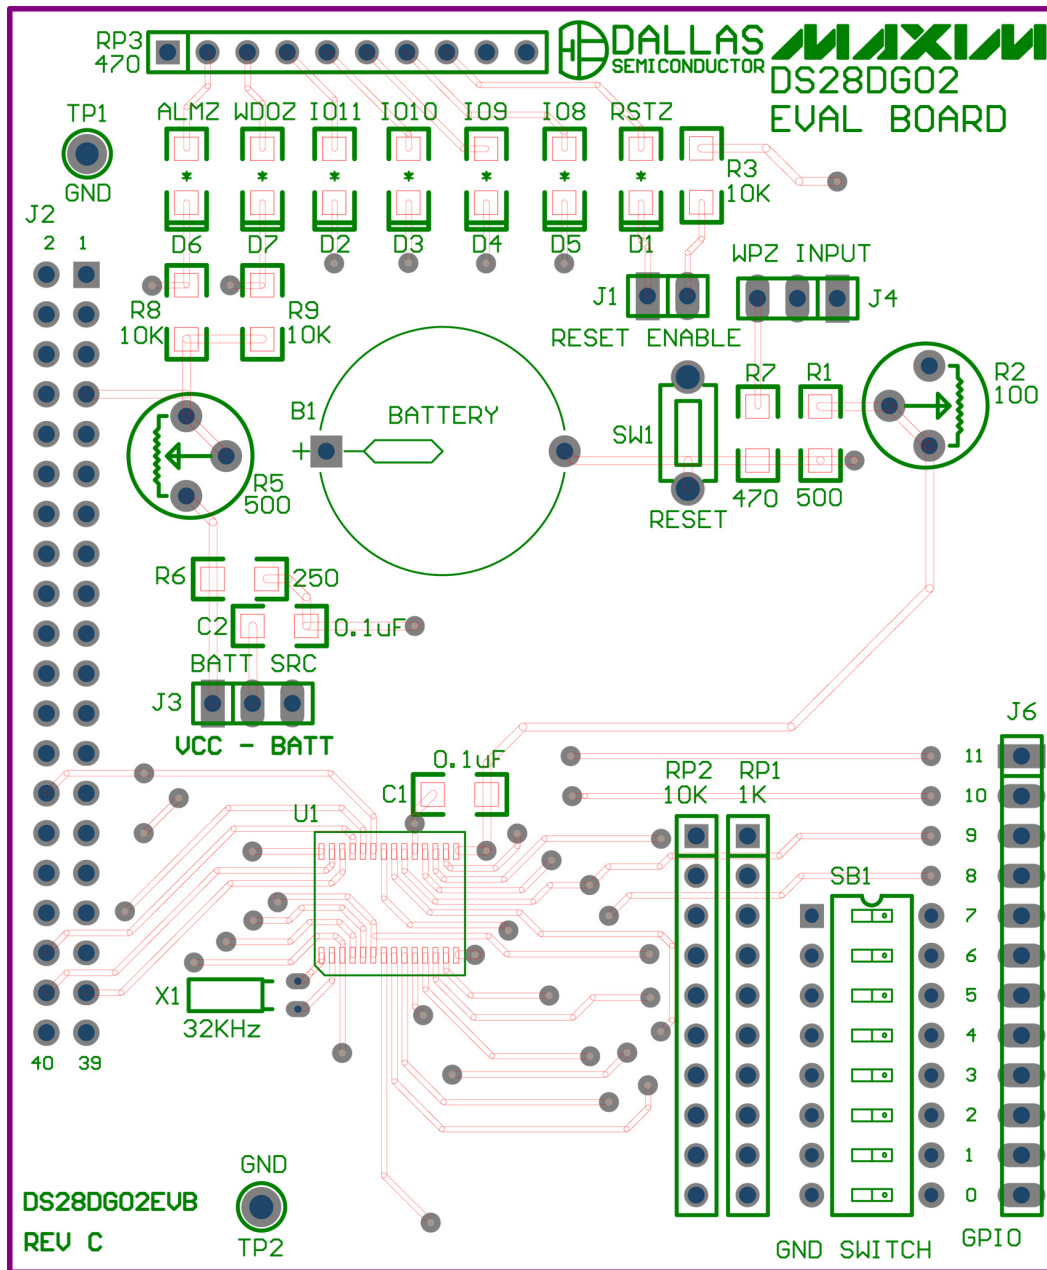 RP3
470
DALLAS
SEMICONDUCTOR
MAXIM
DS28DG02
EVAL BOARD
TP1
GND
ALMZ WDOZ IO11 IO10 IO9 IO8 RSTZ
* * * * * * *
R3
10K
J2
2 1
D6 D7 D2 D3 D4 D5 D1
WPZ INPUT
J1
J4
R8
10K
R9
10K
RESET ENABLE
R7 R1
R2
100
B1
BATTERY
+
SW1
R5
500
470 500
RESET
R6
250
C2
0.1uF
BATT SRC
J3
VCC - BATT
J6
0.1uF
C1
RP2
10K
RP1
1K
U1
SB1
11
10
9
8
7
6
5
4
3
2
1
0
X1
32KHz
40 39
GND
TP2
DS28DG02EVB
REV C
GND SWITCH
GPIO